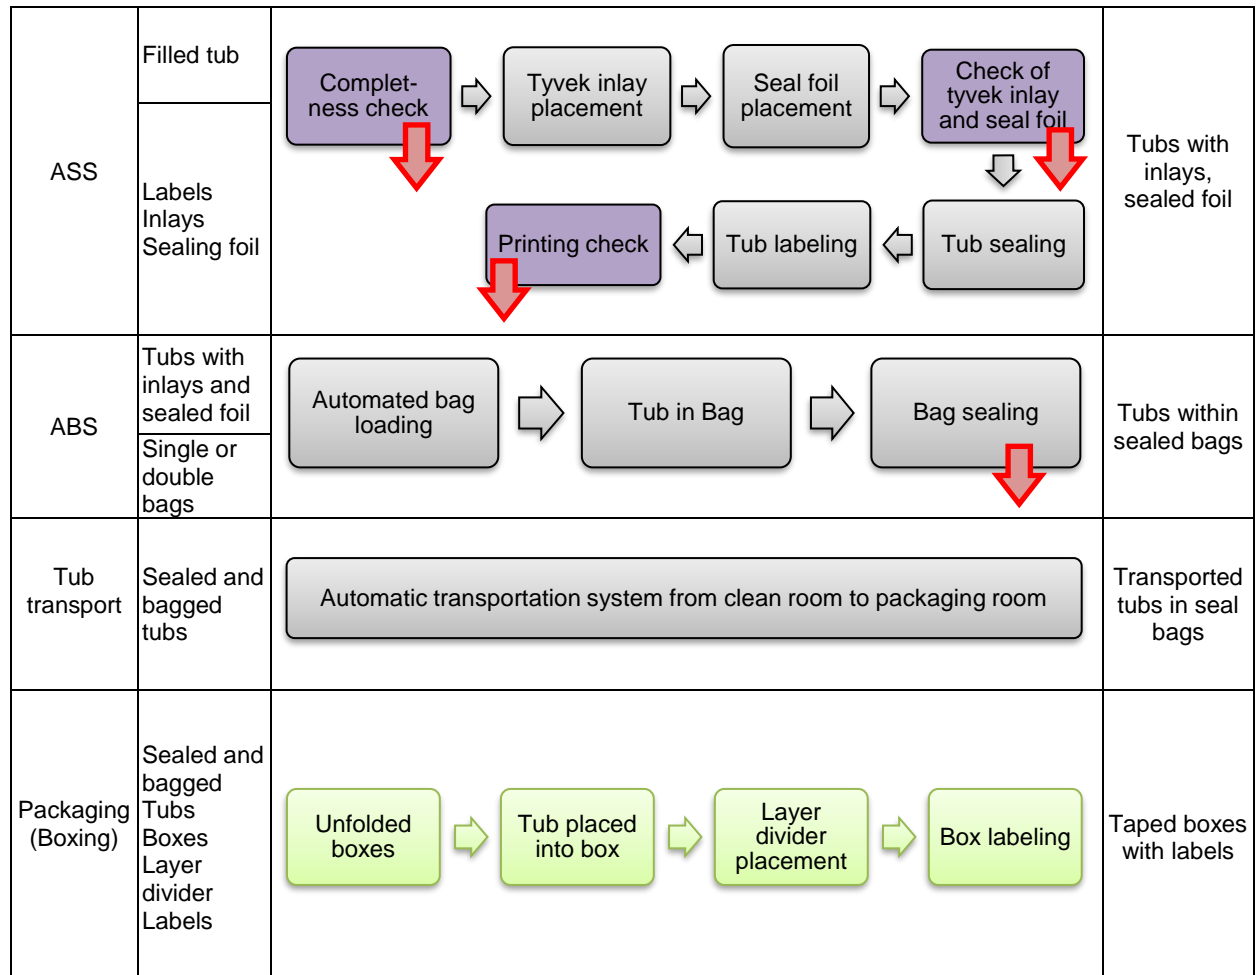 ASS
Filled tub
Labels
Inlays
Sealing foil
Complet-
ness check
Tyvek inlay
placement
Seal foil
placement
Check of
tyvek inlay
and seal foil
Tub sealing
Tub labeling
Printing check
Tubs with
inlays,
sealed foil
ABS
Tubs with
inlays and
sealed foil
Single or
double
bags
Automated bag
loading
Tub in Bag
Bag sealing
Tubs within
sealed bags
Tub
transport
Sealed and
bagged
tubs
Automatic transportation system from clean room to packaging room
Transported
tubs in seal
bags
Packaging
(Boxing)
Sealed and
bagged
Tubs
Boxes
Layer
divider
Labels
Unfolded
boxes
Tub placed
into box
Layer
divider
placement
Box labeling
Taped boxes
with labels